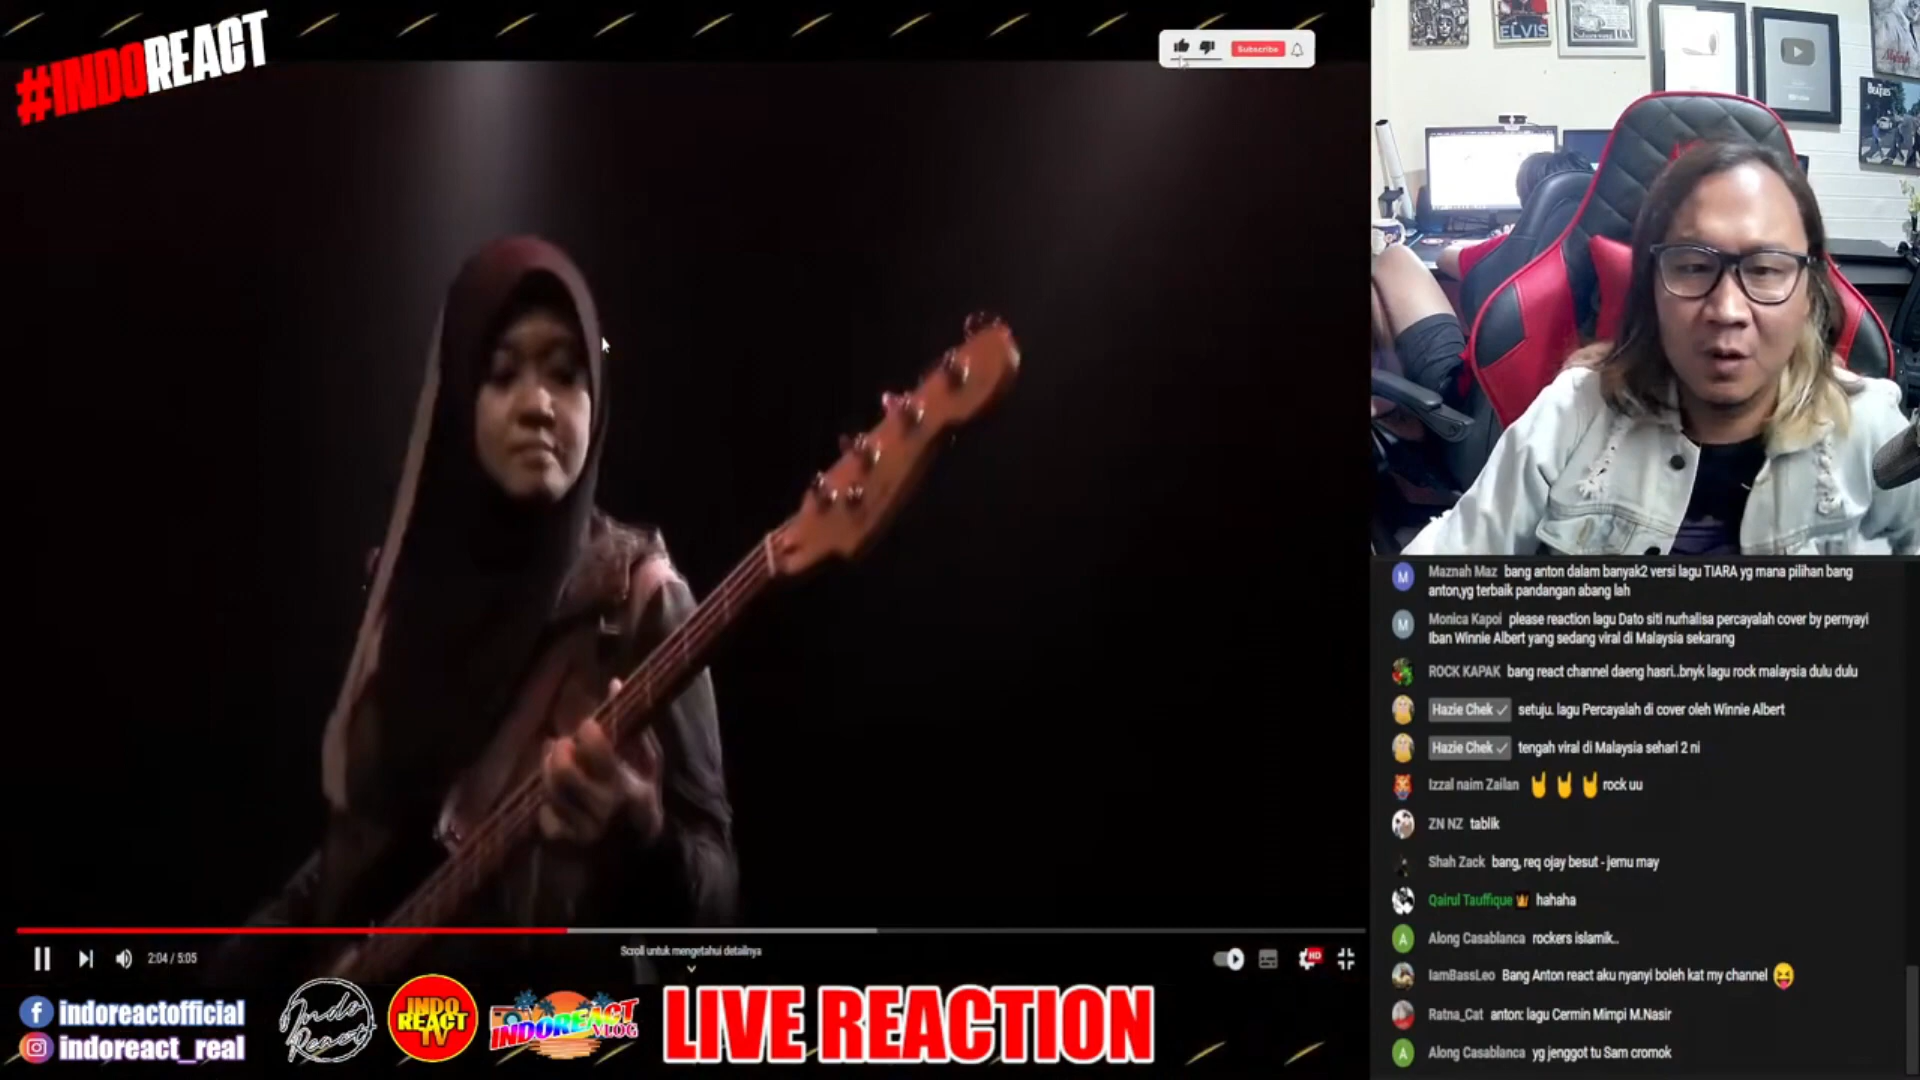 #INDOREACT
Subscribe
ELVIS
BEATLES
Maznah Maz bang anton dalam banyak2 versi lagu TIARA yg mana pilihan bang
anton,yg terbaik pandangan abang lah
Monica Kapoi please reaction lagu Dato siti nurhalisa percayalah cover by pernyayi
Iban Winnie Albert yang sedang viral di Malaysia sekarang
ROCK KAPAK bang react channel daeng hasri..bnyk lagu rock malaysia dulu dulu
Hazie Chek setuju. lagu Percayalah di cover oleh Winnie Albert
Hazie Chek tengah viral di Malaysia sehari 2 ni
Izzal naim Zailan rock uu
ZN NZ tablik
Shah Zack bang, req ojay besut - jemu may
Qairul Tauffique hahaha
Along Casablanca rockers islamik..
IamBassLeo Bang Anton react aku nyanyi boleh kat my channel
Ratna_Cat anton: lagu Cermin Mimpi M.Nasir
Along Casablanca yg jenggot tu Sam cromok
2:04 / 5:05
Scroll untuk mengetahui detailnya
HD
indoreactofficial
indoreact_real
Indo
React
INDO
REACT
TV
INDOREACT
VLOG
LIVE REACTION